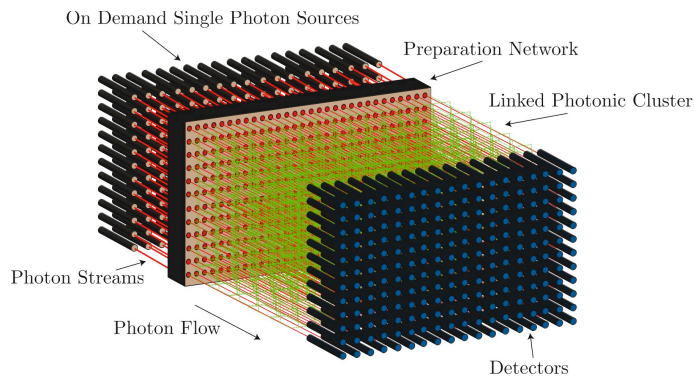 On Demand Single Photon Sources
Preparation Network
Linked Photonic Cluster
Photon Streams
Photon Flow
Detectors